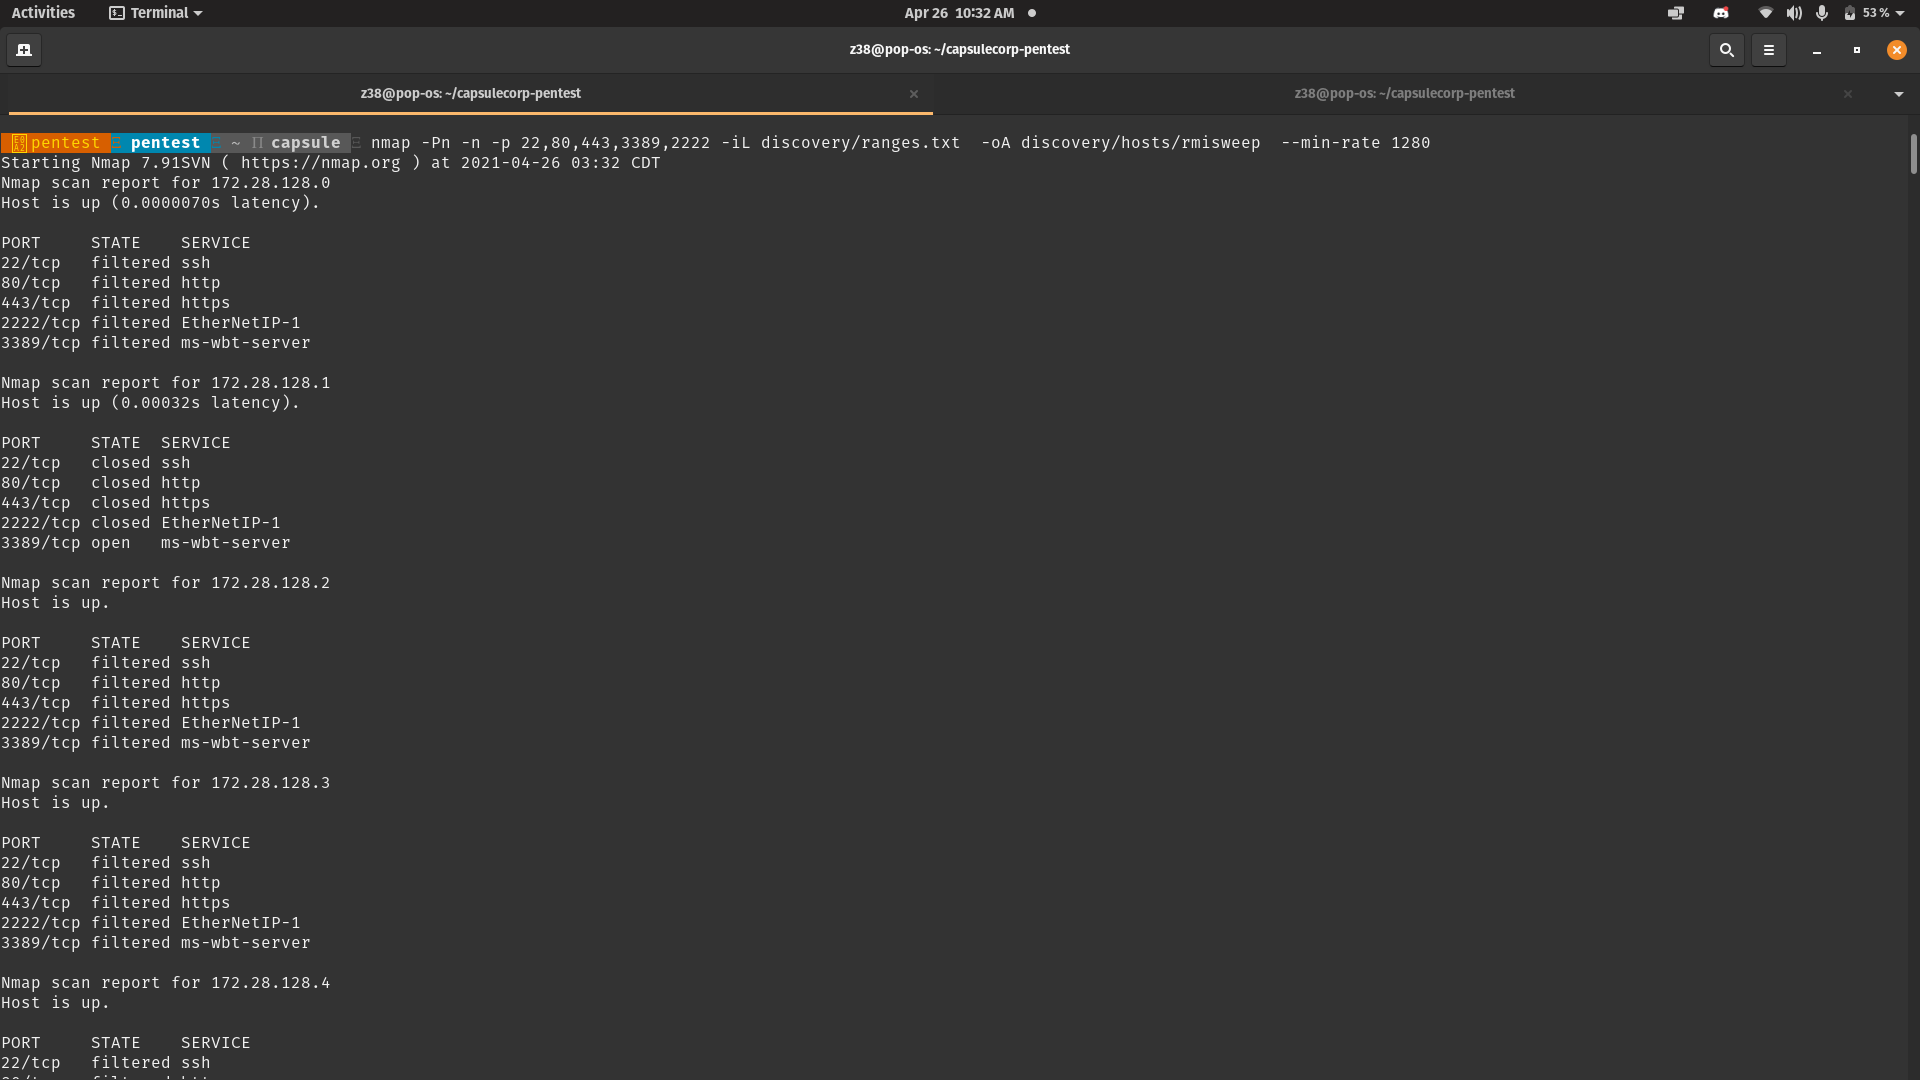 Activities Terminal Apr 26 10:32 AM 53 %
z38@pop-os: ~/capsulecorp-pentest
z38@pop-os: ~/capsulecorp-pentest z38@pop-os: ~/capsulecorp-pentest
pentest pentest ~ capsule nmap -Pn -n -p 22,80,443,3389,2222 -iL discovery/ranges.txt  -oA discovery/hosts/rmisweep  --min-rate 1280
Starting Nmap 7.91SVN ( https://nmap.org ) at 2021-04-26 03:32 CDT
Nmap scan report for 172.28.128.0
Host is up (0.0000070s latency).
PORT     STATE    SERVICE
22/tcp   filtered ssh
80/tcp   filtered http
443/tcp  filtered https
2222/tcp filtered EtherNetIP-1
3389/tcp filtered ms-wbt-server
Nmap scan report for 172.28.128.1
Host is up (0.00032s latency).
PORT     STATE  SERVICE
22/tcp   closed ssh
80/tcp   closed http
443/tcp  closed https
2222/tcp closed EtherNetIP-1
3389/tcp open   ms-wbt-server
Nmap scan report for 172.28.128.2
Host is up.
PORT     STATE    SERVICE
22/tcp   filtered ssh
80/tcp   filtered http
443/tcp  filtered https
2222/tcp filtered EtherNetIP-1
3389/tcp filtered ms-wbt-server
Nmap scan report for 172.28.128.3
Host is up.
PORT     STATE    SERVICE
22/tcp   filtered ssh
80/tcp   filtered http
443/tcp  filtered https
2222/tcp filtered EtherNetIP-1
3389/tcp filtered ms-wbt-server
Nmap scan report for 172.28.128.4
Host is up.
PORT     STATE    SERVICE
22/tcp   filtered ssh